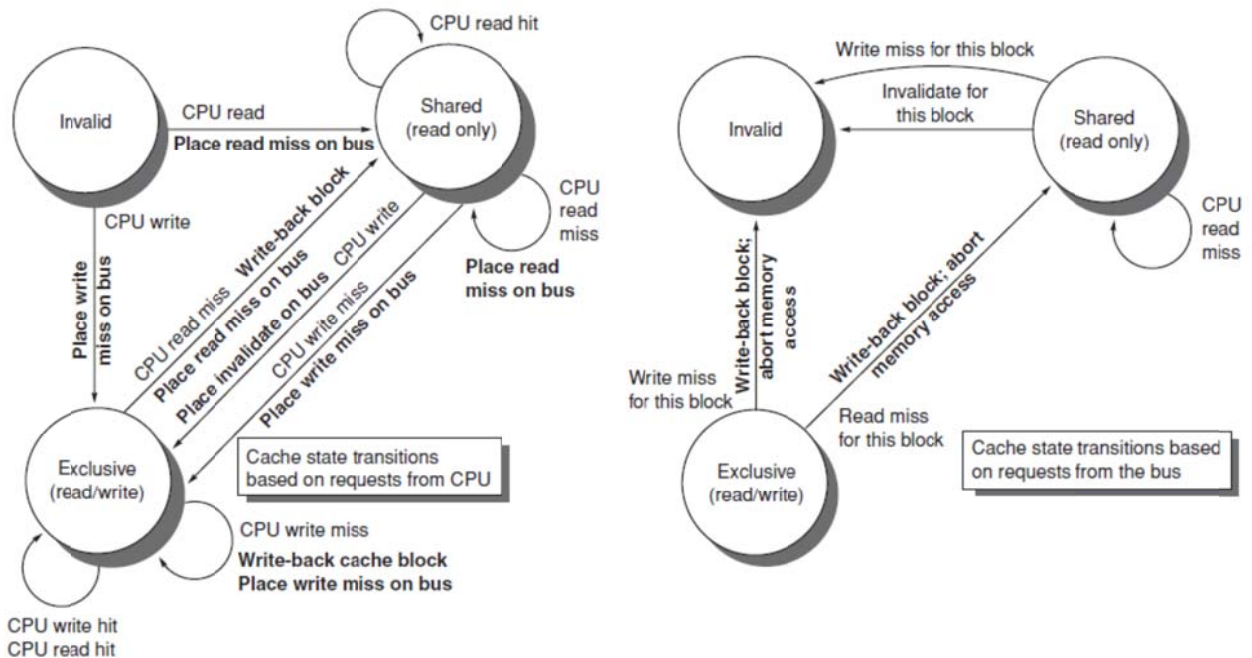 CPU read hit
Invalid
CPU read
Place read miss on bus
Shared
(read only)
CPU write
Place write
miss on bus
CPU read miss Write-back block
Place read miss on bus
Place invalidate on bus CPU write
CPU write miss
Place write miss on bus
CPU
read
miss
Place read
miss on bus
Exclusive
(read/write)
Cache state transitions
based on requests from CPU
CPU write miss
Write-back cache block
Place write miss on bus
CPU write hit
CPU read hit
Write miss for this block
Invalidate for
this block
Invalid
Shared
(read only)
CPU
read
miss
Write-back block;
abort memory
access
Write-back block; abort
memory access
Write miss
for this block
Read miss
for this block
Exclusive
(read/write)
Cache state transitions based
on requests from the bus